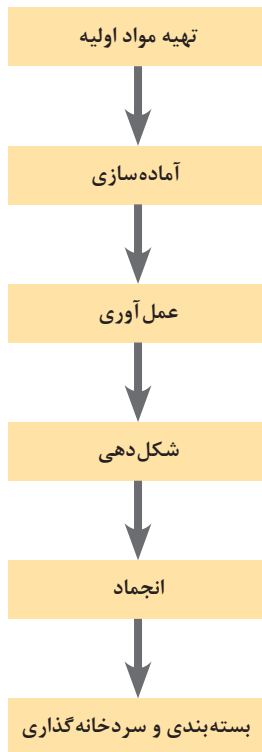 تهیه مواد اولیه
آماده‌سازی
عمل‌آوری
شکل‌دهی
انجماد
بسته‌بندی و سردخانه‌گذاری